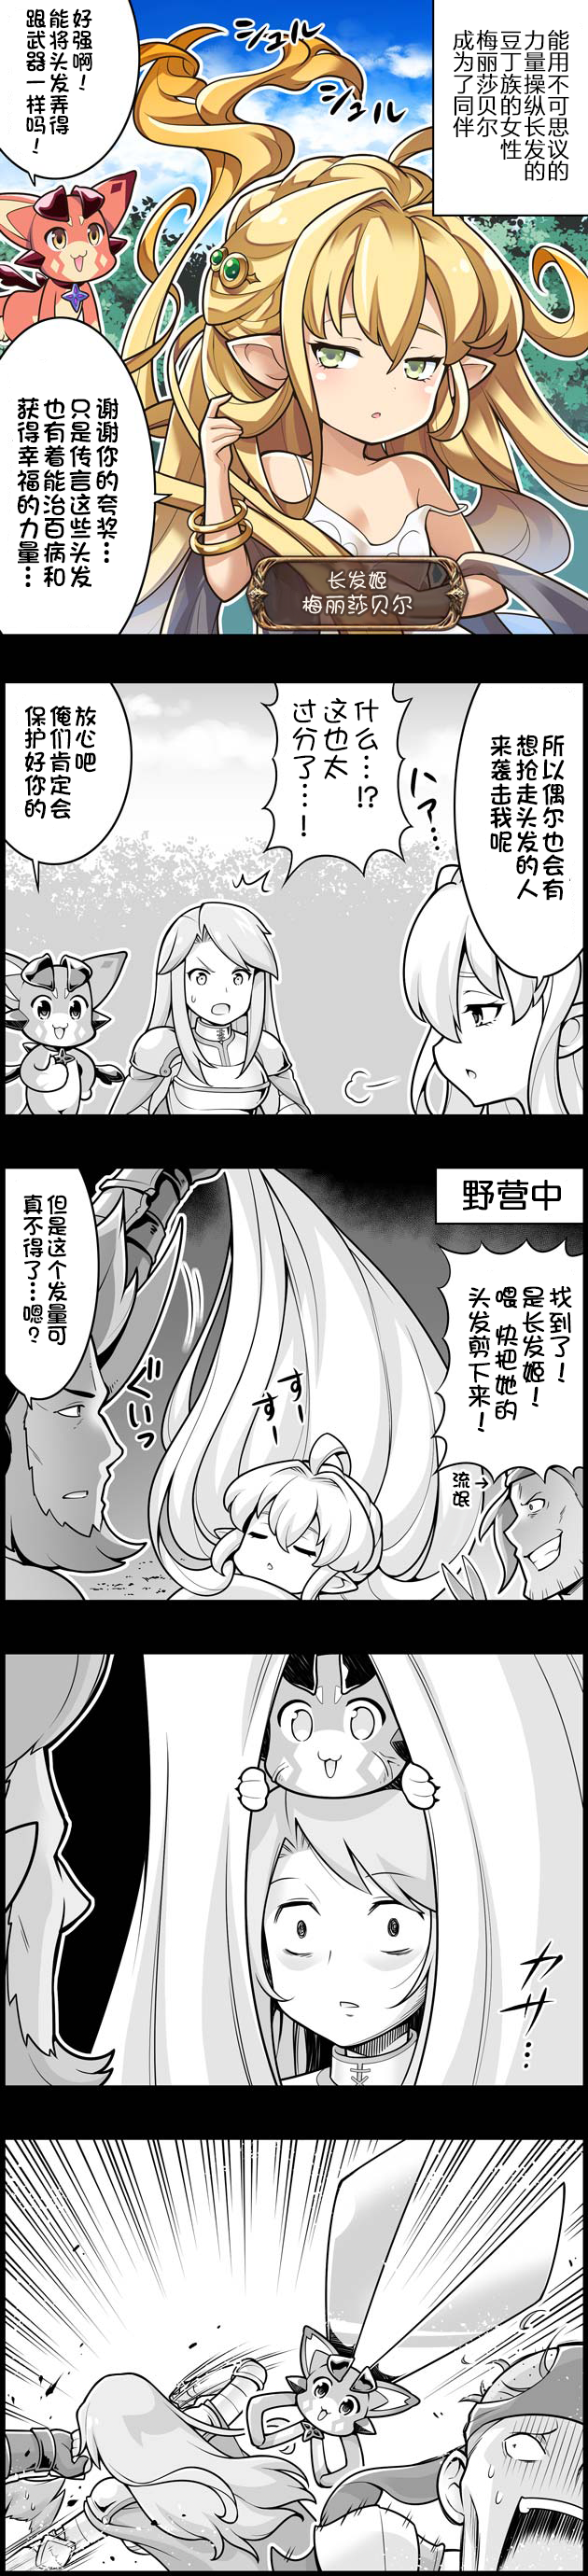 能用不可思议的
力量操纵长发的
豆丁族的女性
梅丽莎贝尔
成为了同伴
シュル
シュル
好强啊！
能将头发弄得
跟武器一样吗！
谢谢你的夸奖…
只是传言这些头发
也有着能治百病和
获得幸福的力量…
长发姬
梅丽莎贝尔
所以偶尔也会有
想抢走头发的人
来袭击我呢
ハァ…
什么…!?
这也太
过分了…！
放心吧
俺们肯定会
保护好你的
野营中
找到了！
是长发姬！
喂 快把她的
头发剪下来！
流氓→
すー
すー
ぐいっ
但是这个发量可
真不得了…嗯？
カサ…